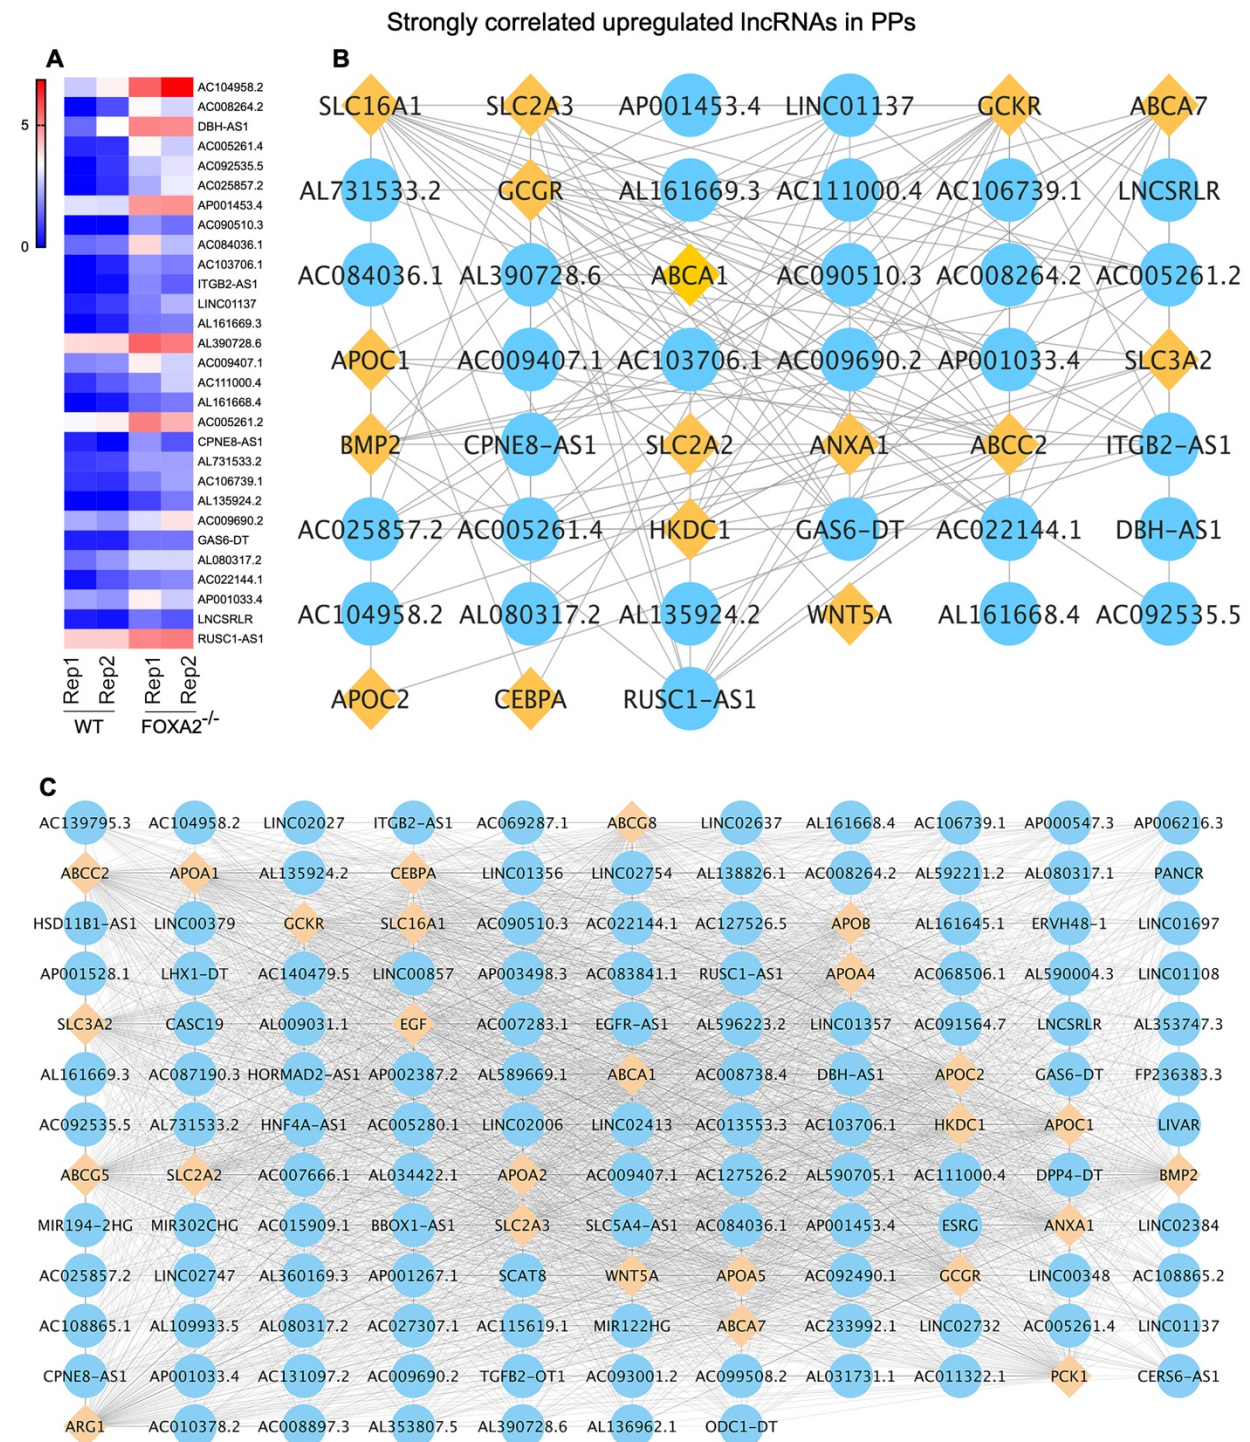 Strongly correlated upregulated lncRNAs in PPs
A
5
0
AC104958.2
AC008264.2
DBH-AS1
AC005261.4
AC092535.5
AC025857.2
AP001453.4
AC090510.3
AC084036.1
AC103706.1
ITGB2-AS1
LINC01137
AL161669.3
AL390728.6
AC009407.1
AC111000.4
AL161668.4
AC005261.2
CPNE8-AS1
AL731533.2
AC106739.1
AL135924.2
AC009690.2
GAS6-DT
AL080317.2
AC022144.1
AP001033.4
LNCSRLR
RUSC1-AS1
Rep1 Rep2 Rep1 Rep2
WT FOXA2-/-
B
SLC16A1 SLC2A3 AP001453.4 LINC01137 GCKR ABCA7
AL731533.2 GCGR AL161669.3 AC111000.4 AC106739.1 LNCSRLR
AC084036.1 AL390728.6 ABCA1 AC090510.3 AC008264.2 AC005261.2
APOC1 AC009407.1 AC103706.1 AC009690.2 AP001033.4 SLC3A2
BMP2 CPNE8-AS1 SLC2A2 ANXA1 ABCC2 ITGB2-AS1
AC025857.2 AC005261.4 HKDC1 GAS6-DT AC022144.1 DBH-AS1
AC104958.2 AL080317.2 AL135924.2 WNT5A AL161668.4 AC092535.5
APOC2 CEBPA RUSC1-AS1
C
AC139795.3 AC104958.2 LINC02027 ITGB2-AS1 AC069287.1 ABCG8 LINC02637 AL161668.4 AC106739.1 AP000547.3 AP006216.3
ABCC2 APOA1 AL135924.2 CEBPA LINC01356 LINC02754 AL138826.1 AC008264.2 AL592211.2 AL080317.1 PANCR
HSD11B1-AS1 LINC00379 GCKR SLC16A1 AC090510.3 AC022144.1 AC127526.5 APOB AL161645.1 ERVH48-1 LINC01697
AP001528.1 LHX1-DT AC140479.5 LINC00857 AP003498.3 AC083841.1 RUSC1-AS1 APOA4 AC068506.1 AL590004.3 LINC01108
SLC3A2 CASC19 AL009031.1 EGF AC007283.1 EGFR-AS1 AL596223.2 LINC01357 AC091564.7 LNCSRLR AL353747.3
AL161669.3 AC087190.3 HORMAD2-AS1 AP002387.2 AL589669.1 ABCA1 AC008738.4 DBH-AS1 APOC2 GAS6-DT FP236383.3
AC092535.5 AL731533.2 HNF4A-AS1 AC005280.1 LINC02006 LINC02413 AC013553.3 AC103706.1 HKDC1 APOC1 LIVAR
ABCG5 SLC2A2 AC007666.1 AL034422.1 APOA2 AC009407.1 AC127526.2 AL590705.1 AC111000.4 DPP4-DT BMP2
MIR194-2HG MIR302CHG AC015909.1 BBOX1-AS1 SLC2A3 SLC5A4-AS1 AC084036.1 AP001453.4 ESRG ANXA1 LINC02384
AC025857.2 LINC02747 AL360169.3 AP001267.1 SCAT8 WNT5A APOA5 AC092490.1 GCGR LINC00348 AC108865.2
AC108865.1 AL109933.5 AL080317.2 AC027307.1 AC115619.1 MIR122HG ABCA7 AC233992.1 LINC02732 AC005261.4 LINC01137
CPNE8-AS1 AP001033.4 AC131097.2 AC009690.2 TGFB2-OT1 AC093001.2 AC099508.2 AL031731.1 AC011322.1 PCK1 CERS6-AS1
ARG1 AC010378.2 AC008897.3 AL353807.5 AL390728.6 AL136962.1 ODC1-DT